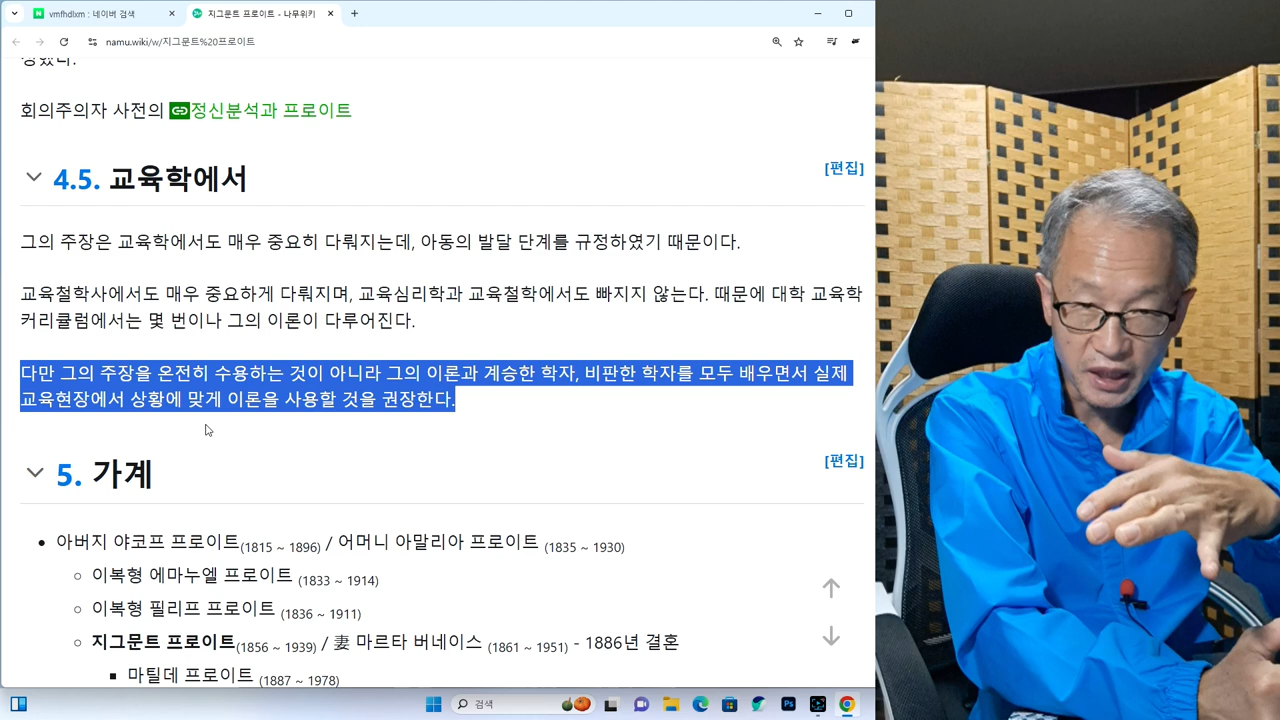 vmfhdlxm : 네이버 검색
지그문트 프로이트 - 나무위키
namu.wiki/w/지그문트%20프로이트
회의주의자 사전의 정신분석과 프로이트
4.5. 교육학에서
[편집]
그의 주장은 교육학에서도 매우 중요히 다뤄지는데, 아동의 발달 단계를 규정하였기 때문이다.
교육철학사에서도 매우 중요하게 다뤄지며, 교육심리학과 교육철학에서도 빠지지 않는다. 때문에 대학 교육학
커리큘럼에서는 몇 번이나 그의 이론이 다루어진다.
다만 그의 주장을 온전히 수용하는 것이 아니라 그의 이론과 계승한 학자, 비판한 학자를 모두 배우면서 실제
교육현장에서 상황에 맞게 이론을 사용할 것을 권장한다.
5. 가계
[편집]
아버지 야코프 프로이트(1815 ~ 1896) / 어머니 아말리아 프로이트 (1835 ~ 1930)
이복형 에마누엘 프로이트 (1833 ~ 1914)
이복형 필리프 프로이트 (1836 ~ 1911)
지그문트 프로이트(1856 ~ 1939) / 妻 마르타 버네이스 (1861 ~ 1951) - 1886년 결혼
마틸데 프로이트 (1887 ~ 1978)
검색
Ps